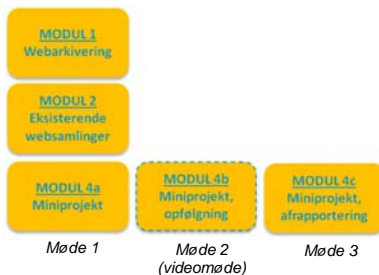 MODUL 1
Webarkivering
MODUL 2
Eksisterende
websamlinger
MODUL 4a
Miniprojekt
MODUL 4b
Miniprojekt,
opfølgning
MODUL 4c
Miniprojekt,
afrapportering
Møde 1
Møde 2
(videomøde)
Møde 3